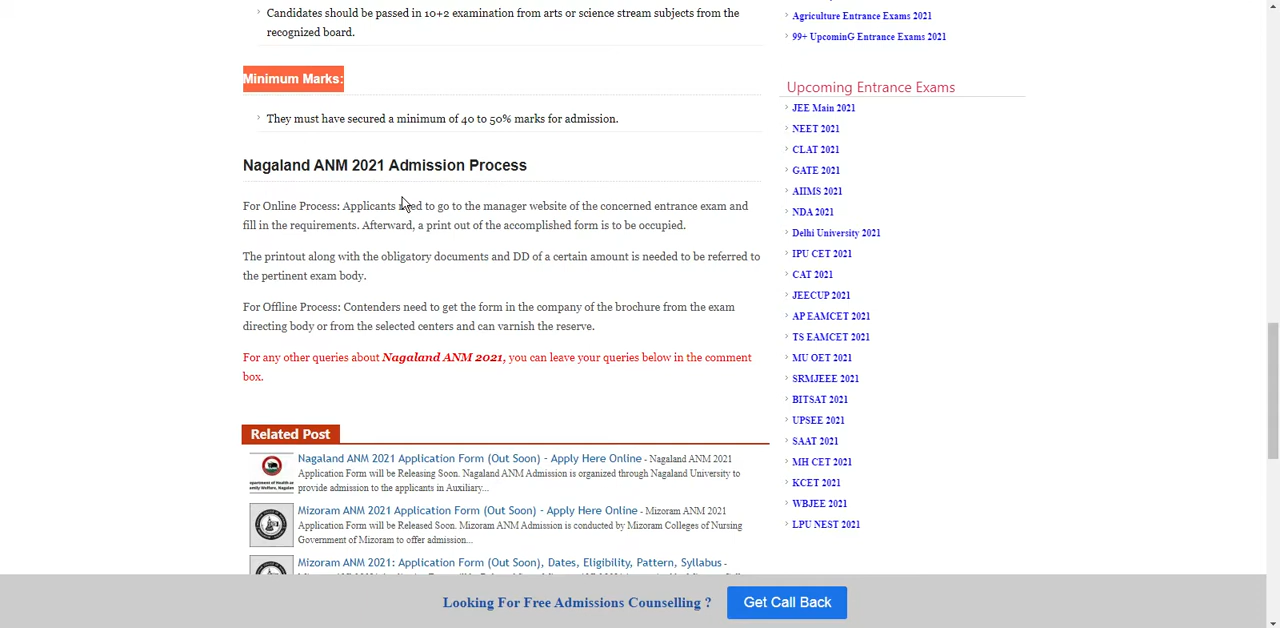 Candidates should be passed in 10+2 examination from arts or science stream subjects from the
recognized board.
Minimum Marks:
They must have secured a minimum of 40 to 50% marks for admission.
Nagaland ANM 2021 Admission Process
For Online Process: Applicants need to go to the manager website of the concerned entrance exam and
fill in the requirements. Afterward, a print out of the accomplished form is to be occupied.
The printout along with the obligatory documents and DD of a certain amount is needed to be referred to
the pertinent exam body.
For Offline Process: Contenders need to get the form in the company of the brochure from the exam
directing body or from the selected centers and can varnish the reserve.
For any other queries about Nagaland ANM 2021, you can leave your queries below in the comment
box.
Related Post
Nagaland ANM 2021 Application Form (Out Soon) - Apply Here Online - Nagaland ANM 2021
Application Form will be Releasing Soon. Nagaland ANM Admission is organized through Nagaland University to
provide admission to the applicants in Auxiliary...
Mizoram ANM 2021 Application Form (Out Soon) - Apply Here Online - Mizoram ANM 2021
Application Form will be Released Soon. Mizoram ANM Admission is conducted by Mizoram Colleges of Nursing
Government of Mizoram to offer admission...
Mizoram ANM 2021: Application Form (Out Soon), Dates, Eligibility, Pattern, Syllabus -
Agriculture Entrance Exams 2021
99+ UpcominG Entrance Exams 2021
Upcoming Entrance Exams
JEE Main 2021
NEET 2021
CLAT 2021
GATE 2021
AIIMS 2021
NDA 2021
Delhi University 2021
IPU CET 2021
CAT 2021
JEECUP 2021
AP EAMCET 2021
TS EAMCET 2021
MU OET 2021
SRMJEEE 2021
BITSAT 2021
UPSEE 2021
SAAT 2021
MH CET 2021
KCET 2021
WBJEE 2021
LPU NEST 2021
Looking For Free Admissions Counselling ?
Get Call Back